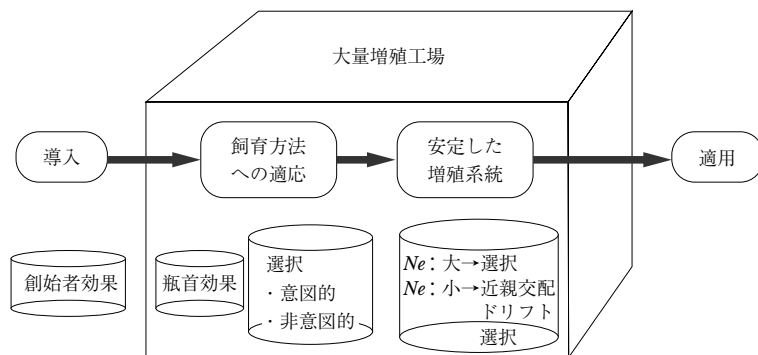 大量増殖工場
導入
飼育方法
への適応
安定した
増殖系統
適用
創始者効果
瓶首効果
選択
・意図的
・非意図的
Ne：大→選択
Ne：小→近親交配
ドリフト
選択